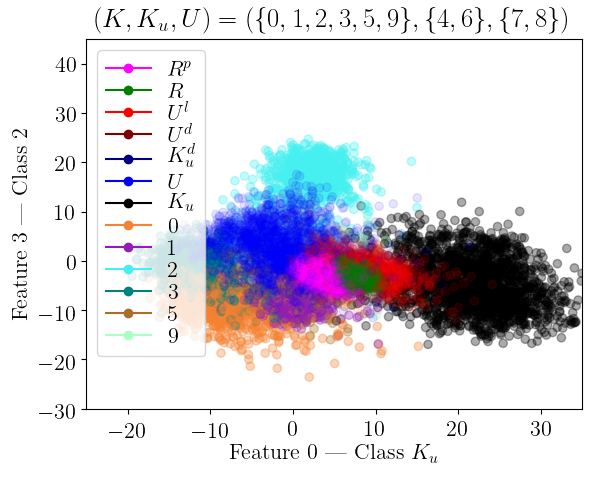 (K, K_u, U) = ({0, 1, 2, 3, 5, 9}, {4, 6}, {7, 8})
R^p
R
U^l
U^d
K_u^d
U
K_u
0
1
2
3
5
9
Feature 3 — Class 2
40
30
20
10
0
−10
−20
−30
−20
−10
0
10
20
30
Feature 0 — Class K_u